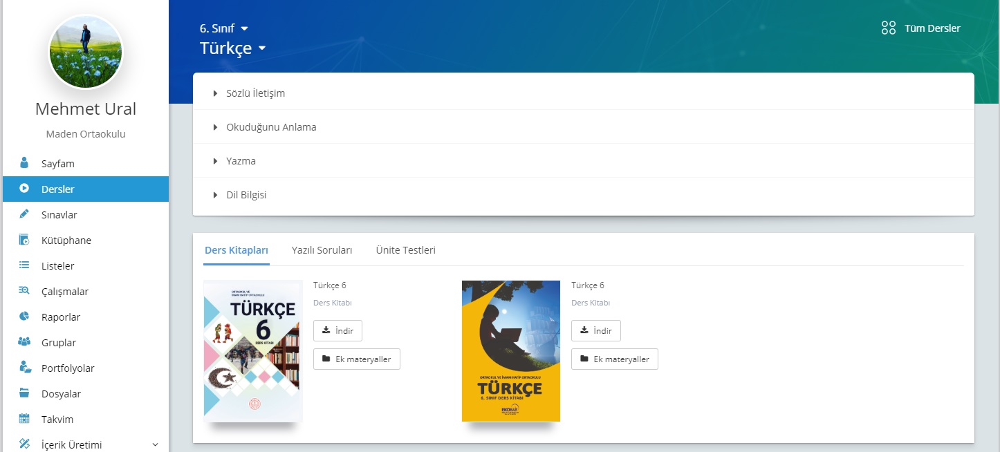 Mehmet Ural
Maden Ortaokulu
Sayfam
Dersler
Sınavlar
Kütüphane
Listeler
Çalışmalar
Raporlar
Gruplar
Portfolyolar
Dosyalar
Takvim
İçerik Üretimi
6. Sınıf
Türkçe
Tüm Dersler
Sözlü İletişim
Okuduğunu Anlama
Yazma
Dil Bilgisi
Ders Kitapları
Yazılı Soruları
Ünite Testleri
ORTAOKUL VE
İMAM HATİP ORTAOKULU
TÜRKÇE
6
DERS KİTABI
Türkçe 6
Ders Kitabı
İndir
Ek materyaller
ORTAOKUL VE İMAM HATİP ORTAOKULU
TÜRKÇE
6. SINIF DERS KİTABI
EKOYAY
Türkçe 6
Ders Kitabı
İndir
Ek materyaller